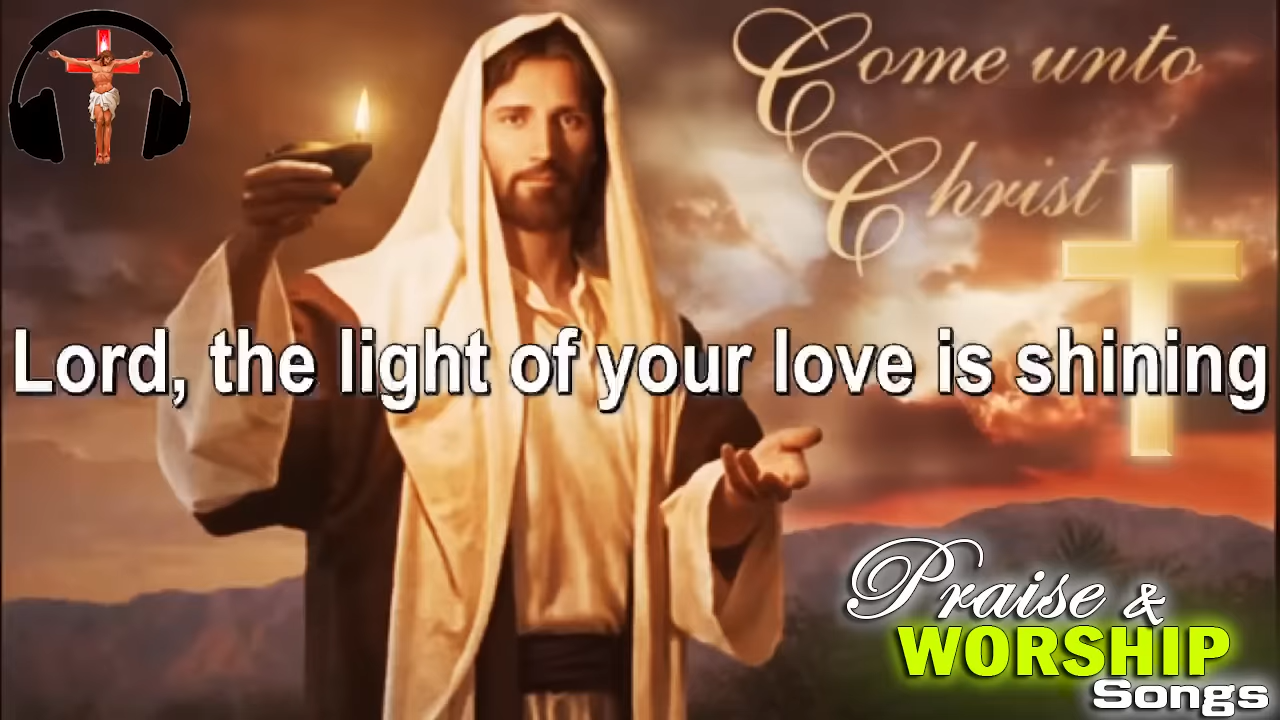 Come unto
Christ
Lord, the light of your love is shining
Praise &
WORSHIP
Songs